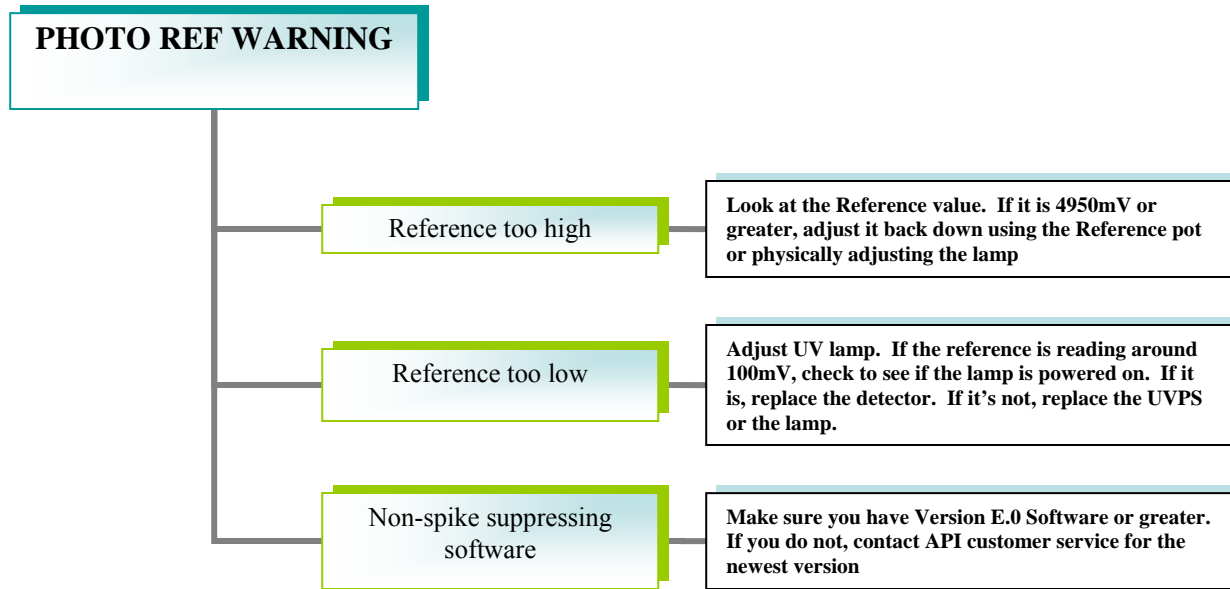 PHOTO REF WARNING
Reference too high
Look at the Reference value.  If it is 4950mV or
greater, adjust it back down using the Reference pot
or physically adjusting the lamp
Reference too low
Adjust UV lamp.  If the reference is reading around
100mV, check to see if the lamp is powered on.  If it
is, replace the detector.  If it’s not, replace the UVPS
or the lamp.
Non-spike suppressing
software
Make sure you have Version E.0 Software or greater.
If you do not, contact API customer service for the
newest version